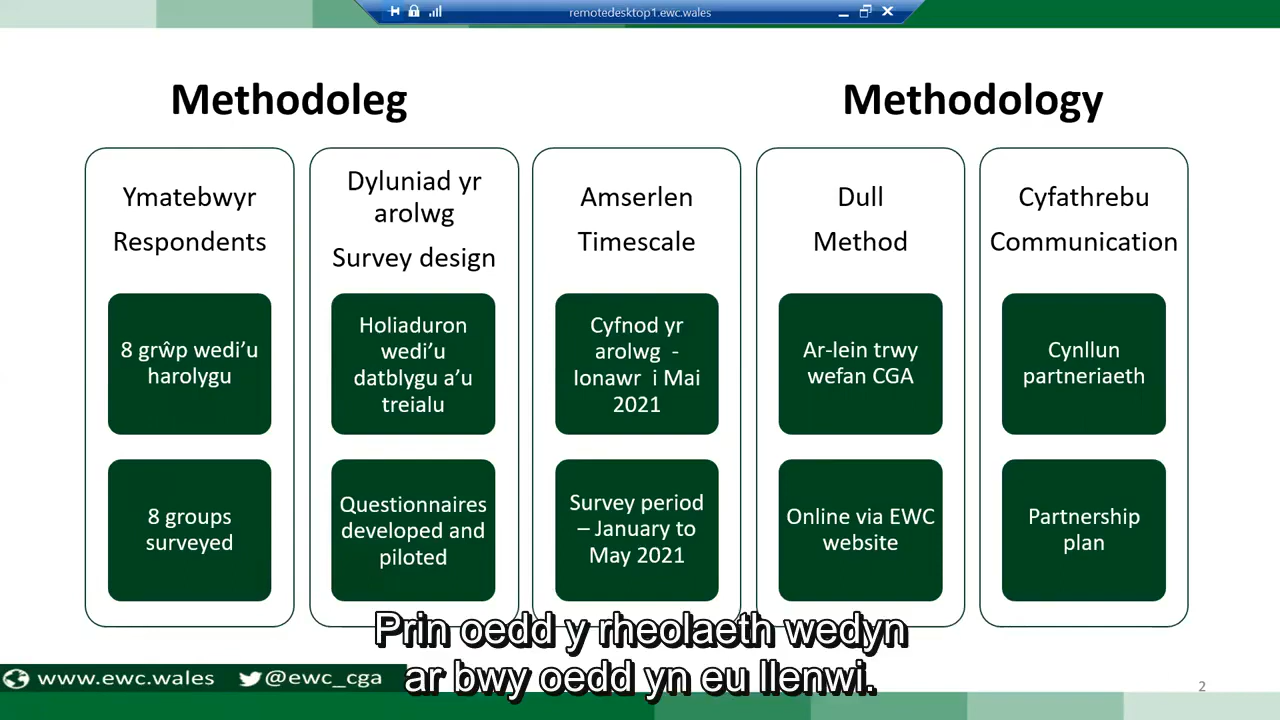 remotedesktop1.ewc.wales
Methodoleg
Methodology
Ymatebwyr
Respondents
8 grŵp wedi’u
harolygu
8 groups
surveyed
Dyluniad yr
arolwg
Survey design
Holiaduron
wedi’u
datblygu a’u
treialu
Questionnaires
developed and
piloted
Amserlen
Timescale
Cyfnod yr
arolwg -
Ionawr i Mai
2021
Survey period
– January to
May 2021
Dull
Method
Ar-lein trwy
wefan CGA
Online via EWC
website
Cyfathrebu
Communication
Cynllun
partneriaeth
Partnership
plan
Prin oedd y rheolaeth wedyn
ar bwy oedd yn eu llenwi.
www.ewc.wales @ewc_cga
2